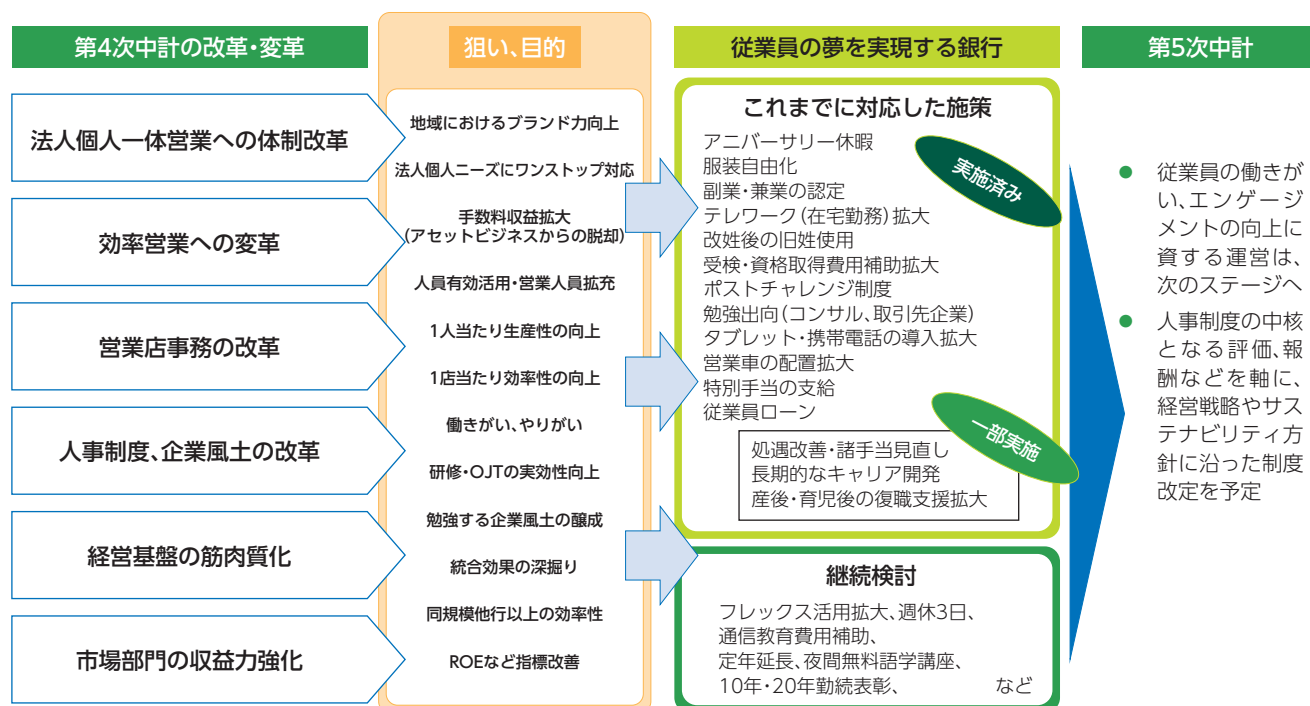 第4次中計の改革・変革
法人個人一体営業への体制改革
効率営業への変革
営業店事務の改革
人事制度、企業風土の改革
経営基盤の筋肉質化
市場部門の収益力強化
狙い、目的
地域におけるブランド力向上
法人個人ニーズにワンストップ対応
手数料収益拡大
(アセットビジネスからの脱却)
人員有効活用・営業人員拡充
1人当たり生産性の向上
1店当たり効率性の向上
働きがい、やりがい
研修・OJTの実効性向上
勉強する企業風土の醸成
統合効果の深掘り
同規模他行以上の効率性
ROEなど指標改善
従業員の夢を実現する銀行
これまでに対応した施策
実施済み
アニバーサリー休暇
服装自由化
副業・兼業の認定
テレワーク(在宅勤務)拡大
改姓後の旧姓使用
受検・資格取得費用補助拡大
ポストチャレンジ制度
勉強出向(コンサル、取引先企業)
タブレット・携帯電話の導入拡大
営業車の配置拡大
特別手当の支給
従業員ローン
一部実施
処遇改善・諸手当見直し
長期的なキャリア開発
産後・育児後の復職支援拡大
継続検討
フレックス活用拡大、週休3日、
通信教育費用補助、
定年延長、夜間無料語学講座、
10年・20年勤続表彰、 など
第5次中計
● 従業員の働きが
い、エンゲージ
メントの向上に
資する運営は、
次のステージへ
● 人事制度の中核
となる評価、報
酬などを軸に、
経営戦略やサス
テナビリティ方
針に沿った制度
改定を予定